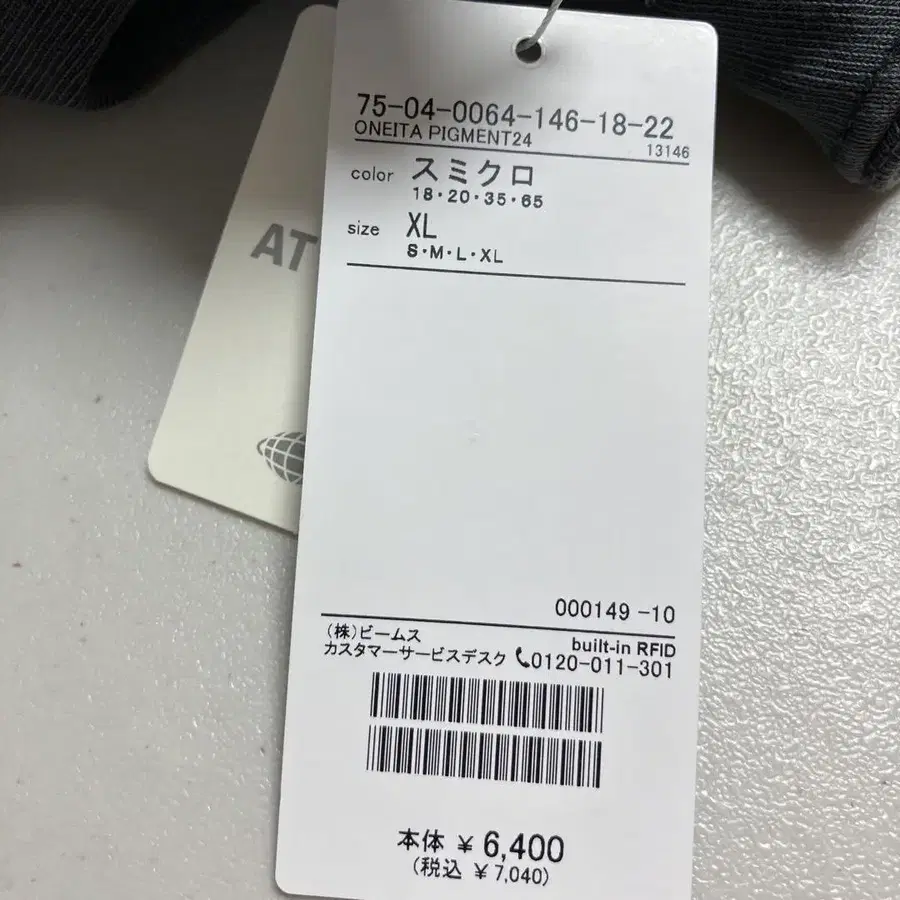 75-04-0064-146-18-22
ONEITA PIGMENT24
13146
color スミクロ
18・20・35・65
size XL
S・M・L・XL
AT
000149 -10
(株)ビームス
built-in RFID
カスタマーサービスデスク 0120-011-301
本体 ¥ 6,400
(税込 ¥7,040)